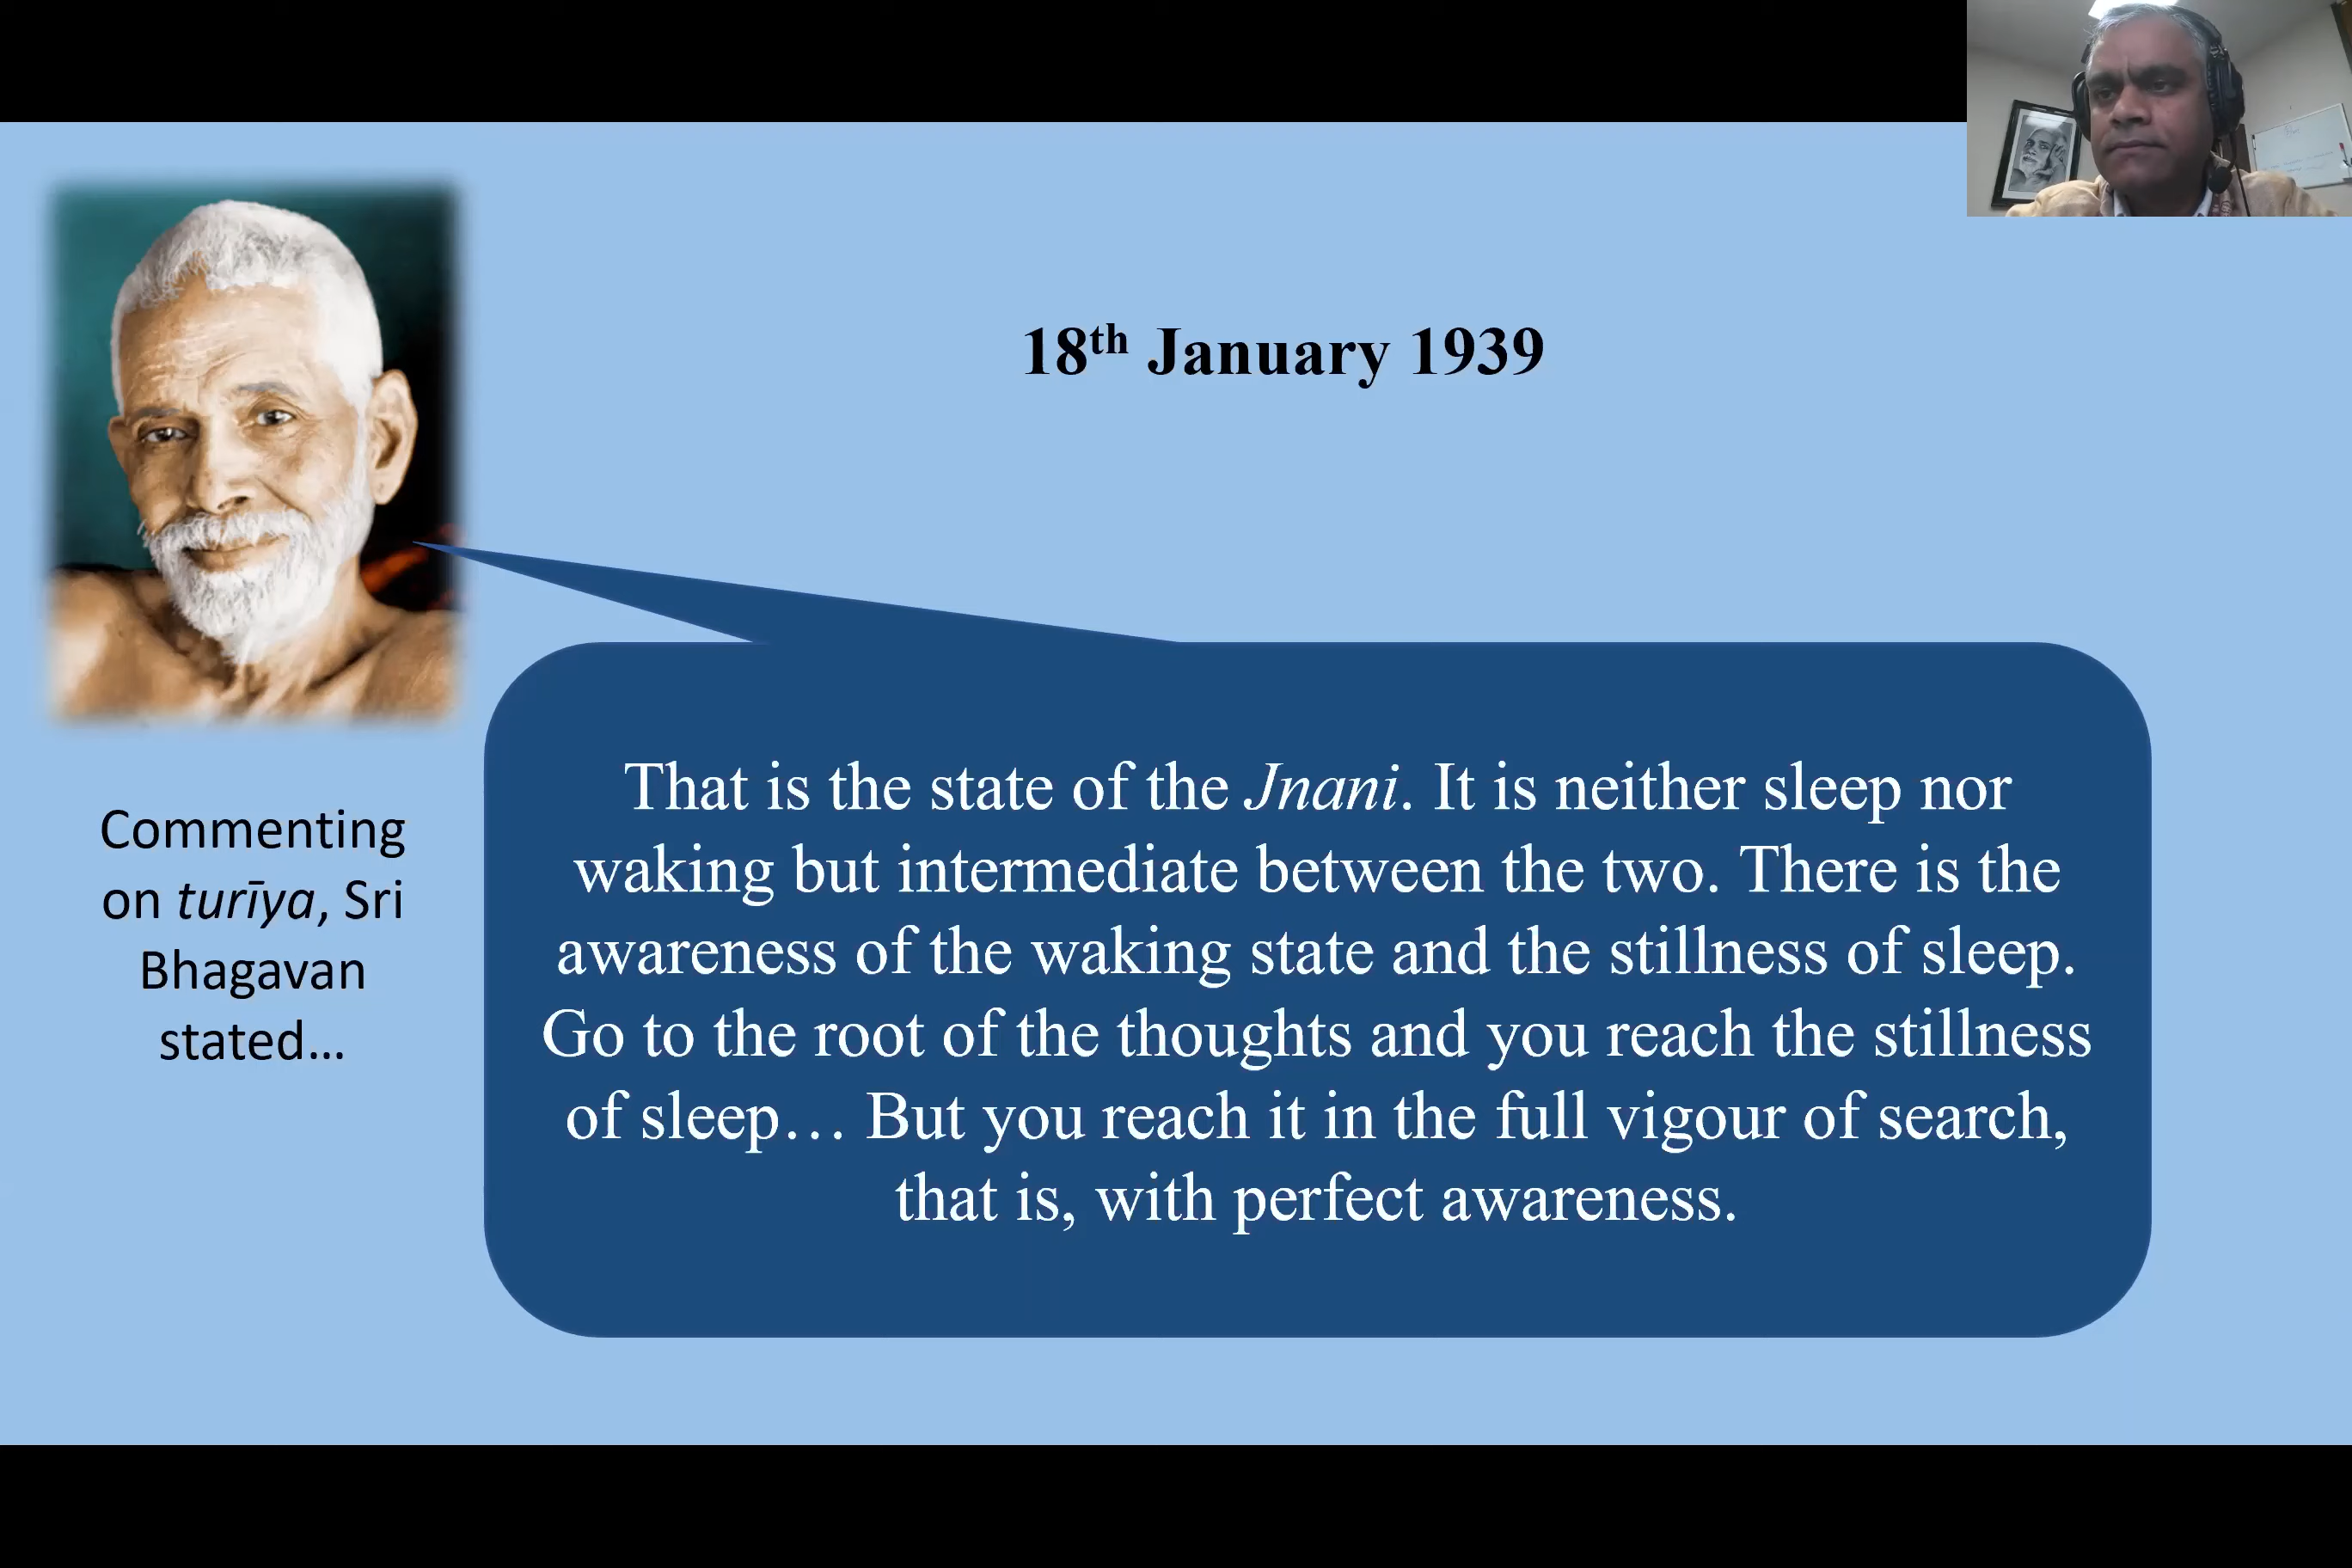 18th January 1939
Commenting
on turīya, Sri
Bhagavan
stated...
That is the state of the Jnani. It is neither sleep nor
waking but intermediate between the two. There is the
awareness of the waking state and the stillness of sleep.
Go to the root of the thoughts and you reach the stillness
of sleep… But you reach it in the full vigour of search,
that is, with perfect awareness.